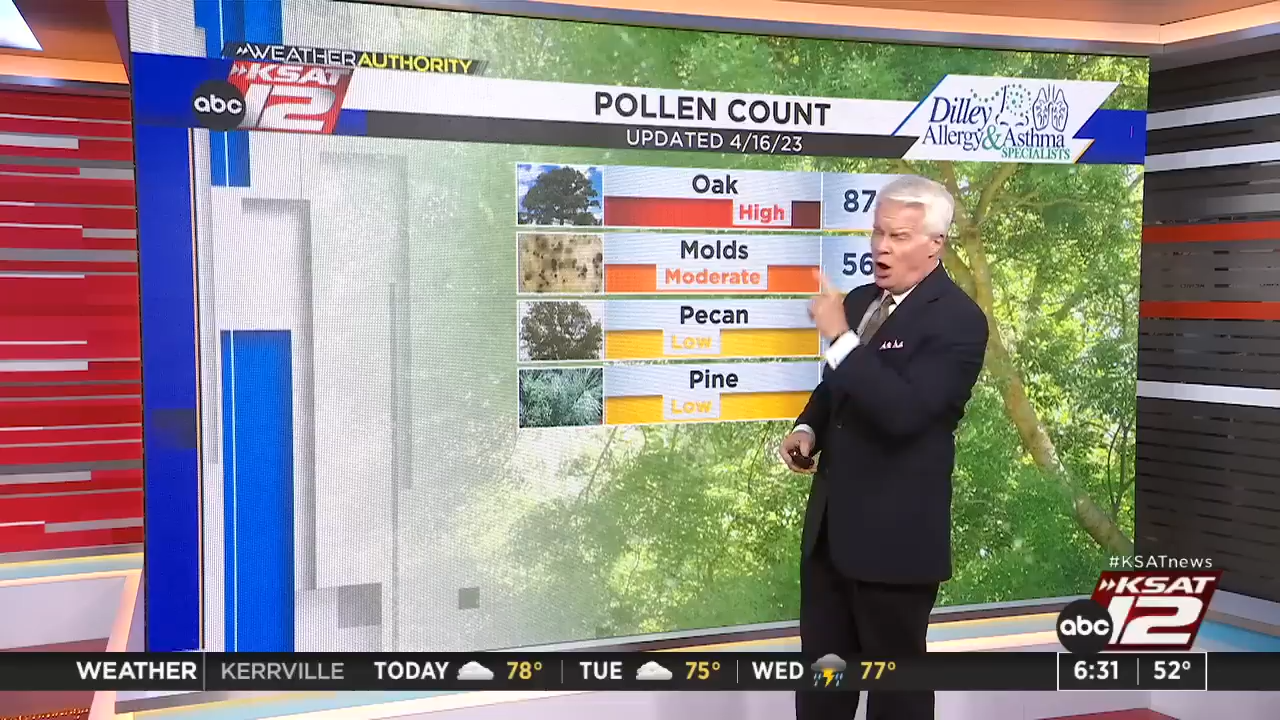 WEATHERAUTHORITY
KSAT
abc 12
POLLEN COUNT
UPDATED 4/16/23
Dilley
Allergy & Asthma
SPECIALISTS
Oak
High
87
Molds
Moderate
56
Pecan
Low
Pine
Low
#KSATnews
KSAT
abc 12
WEATHER KERRVILLE TODAY 78° TUE 75° WED 77° 6:31 52°